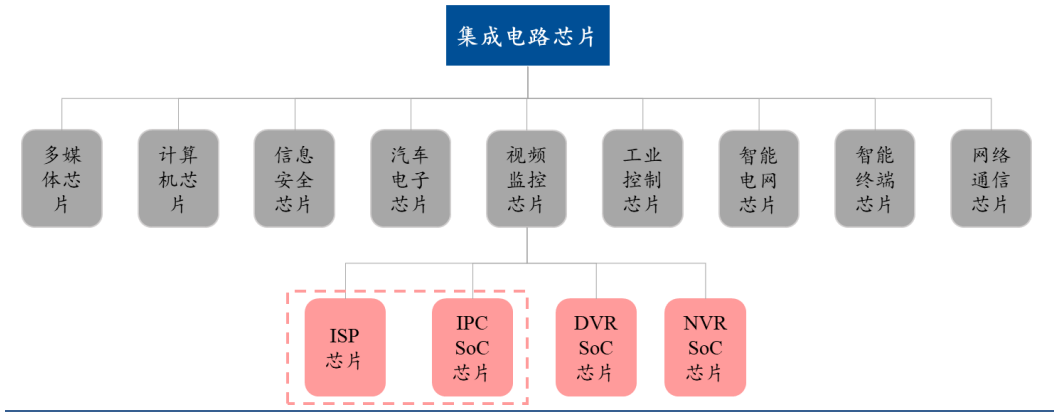 集成电路芯片
多媒
体芯
片
计算
机芯
片
信息
安全
芯片
汽车
电子
芯片
视频
监控
芯片
工业
控制
芯片
智能
电网
芯片
智能
终端
芯片
网络
通信
芯片
ISP
芯片
IPC
SoC
芯片
DVR
SoC
芯片
NVR
SoC
芯片